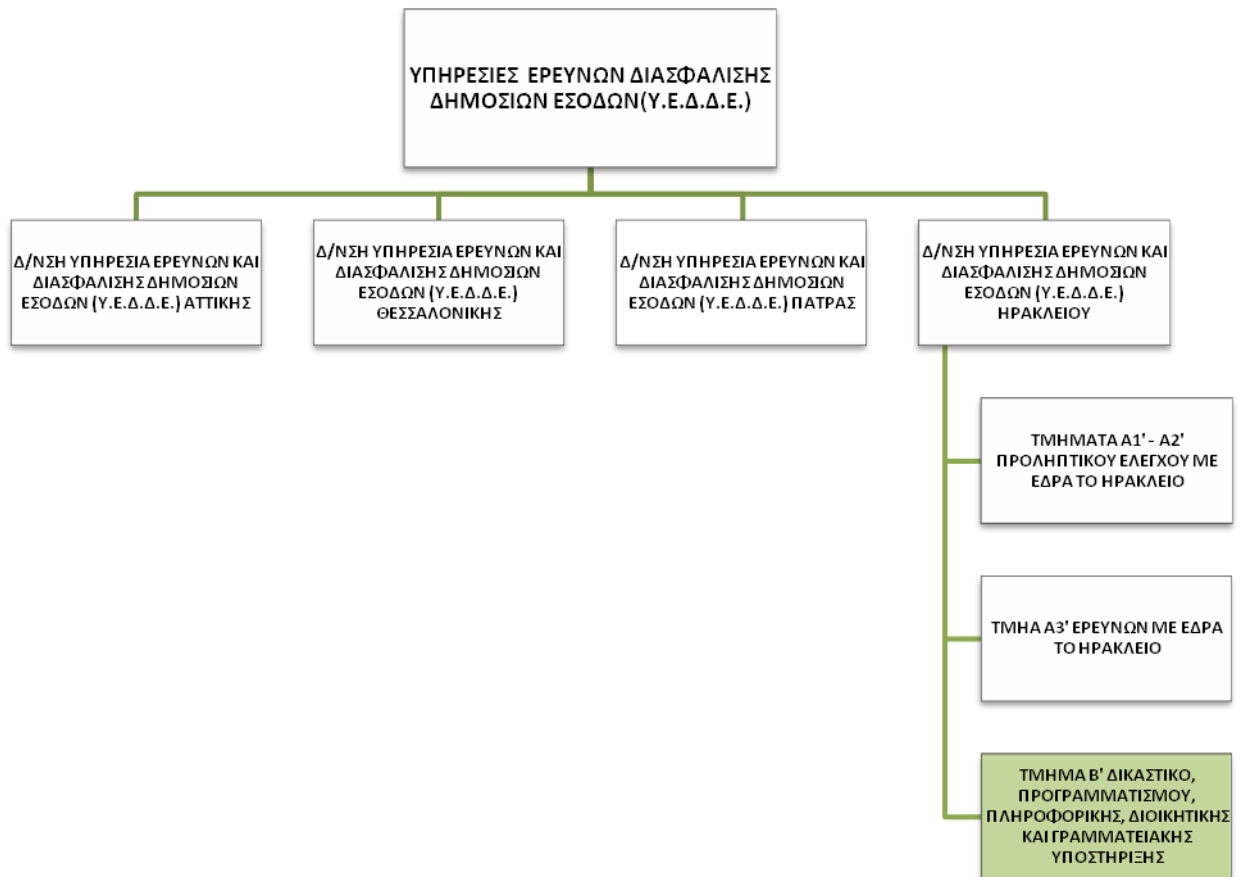 ΥΠΗΡΕΣΙΕΣ ΕΡΕΥΝΩΝ ΔΙΑΣΦΑΛΙΣΗΣ
ΔΗΜΟΣΙΩΝ ΕΣΟΔΩΝ(Υ.Ε.Δ.Δ.Ε.)
Δ/ΝΣΗ ΥΠΗΡΕΣΙΑ ΕΡΕΥΝΩΝ ΚΑΙ
ΔΙΑΣΦΑΛΙΣΗΣ ΔΗΜΟΣΙΩΝ
ΕΣΟΔΩΝ (Υ.Ε.Δ.Δ.Ε.) ΑΤΤΙΚΗΣ
Δ/ΝΣΗ ΥΠΗΡΕΣΙΑ ΕΡΕΥΝΩΝ ΚΑΙ
ΔΙΑΣΦΑΛΙΣΗΣ ΔΗΜΟΣΙΩΝ
ΕΣΟΔΩΝ (Υ.Ε.Δ.Δ.Ε.)
ΘΕΣΣΑΛΟΝΙΚΗΣ
Δ/ΝΣΗ ΥΠΗΡΕΣΙΑ ΕΡΕΥΝΩΝ ΚΑΙ
ΔΙΑΣΦΑΛΙΣΗΣ ΔΗΜΟΣΙΩΝ
ΕΣΟΔΩΝ (Υ.Ε.Δ.Δ.Ε.) ΠΑΤΡΑΣ
Δ/ΝΣΗ ΥΠΗΡΕΣΙΑ ΕΡΕΥΝΩΝ ΚΑΙ
ΔΙΑΣΦΑΛΙΣΗΣ ΔΗΜΟΣΙΩΝ
ΕΣΟΔΩΝ (Υ.Ε.Δ.Δ.Ε.)
ΗΡΑΚΛΕΙΟΥ
ΤΜΗΜΑΤΑ Α1' - Α2'
ΠΡΟΛΗΠΤΙΚΟΥ ΕΛΕΓΧΟΥ ΜΕ
ΕΔΡΑ ΤΟ ΗΡΑΚΛΕΙΟ
ΤΜΗΑ Α3' ΕΡΕΥΝΩΝ ΜΕ ΕΔΡΑ
ΤΟ ΗΡΑΚΛΕΙΟ
ΤΜΗΜΑ Β' ΔΙΚΑΣΤΙΚΟ,
ΠΡΟΓΡΑΜΜΑΤΙΣΜΟΥ,
ΠΛΗΡΟΦΟΡΙΚΗΣ, ΔΙΟΙΚΗΤΙΚΗΣ
ΚΑΙ ΓΡΑΜΜΑΤΕΙΑΚΗΣ
ΥΠΟΣΤΗΡΙΞΗΣ